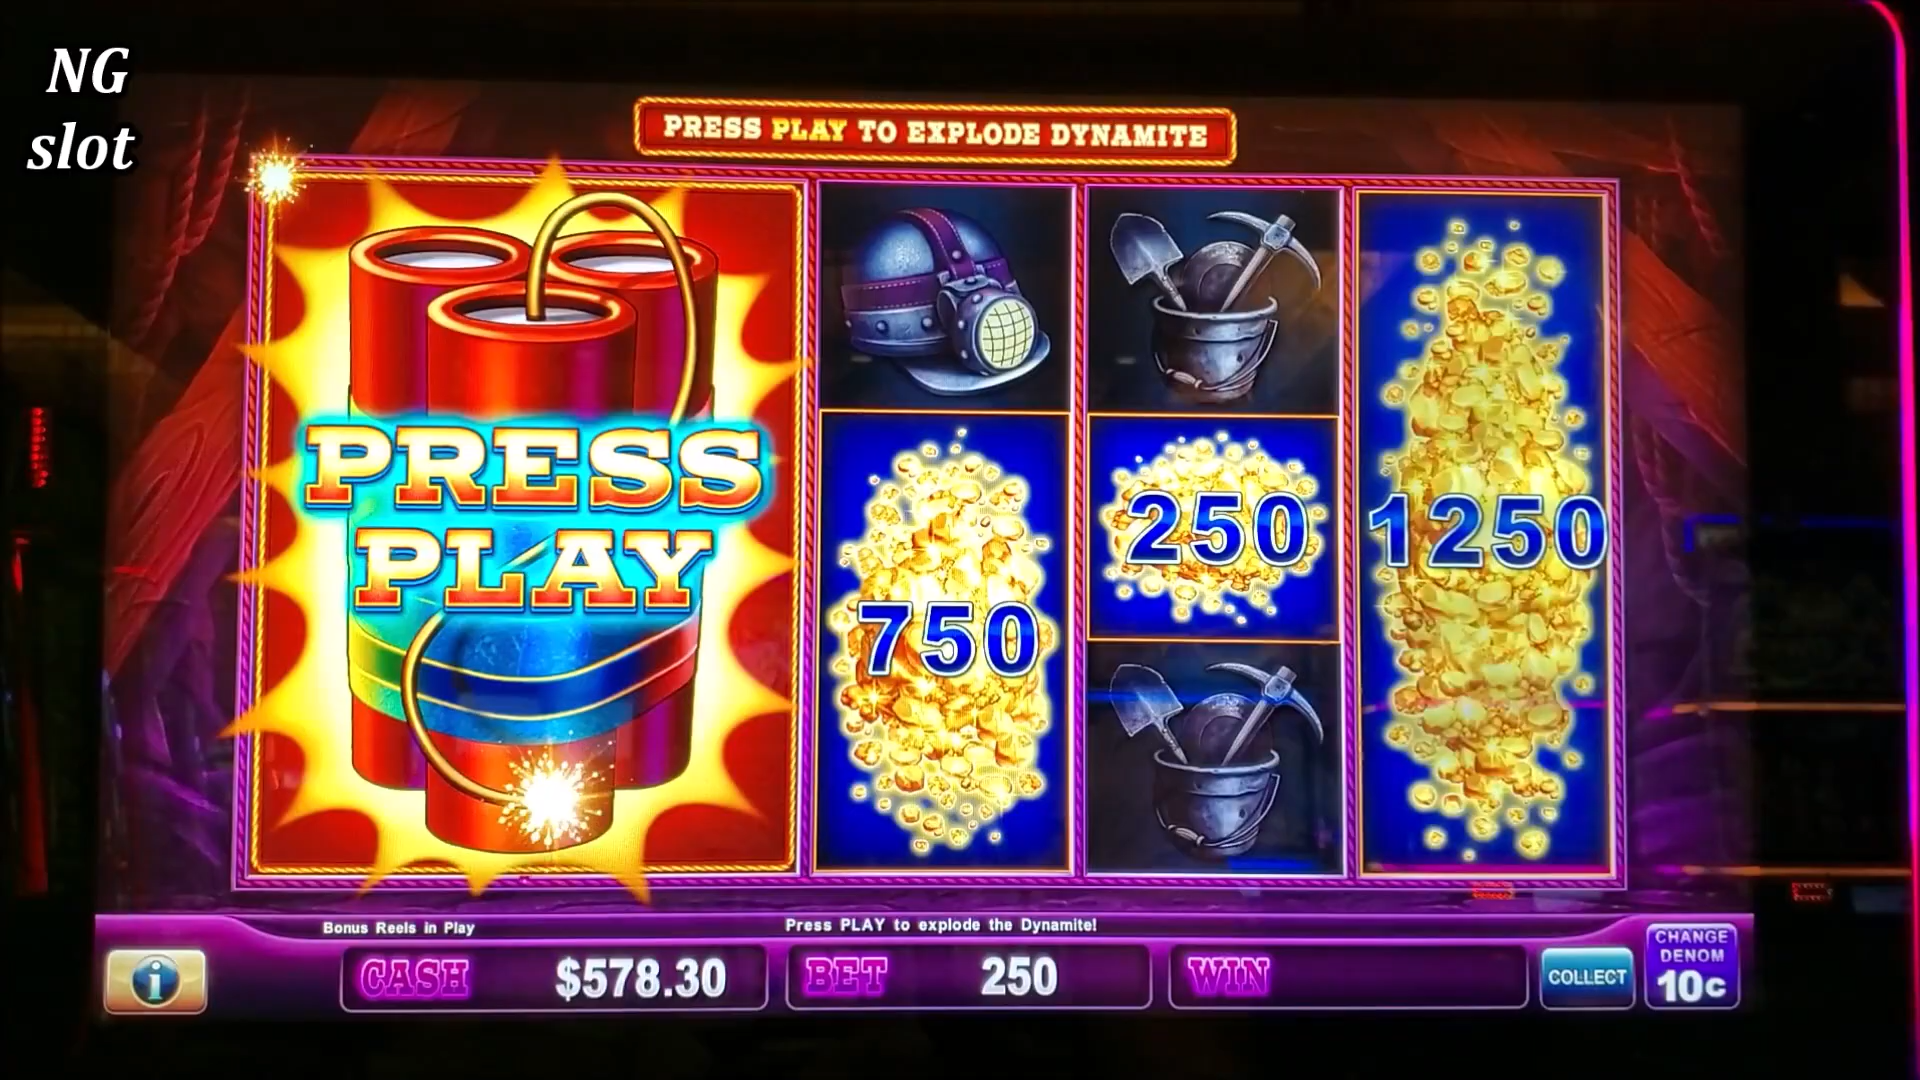 NG
slot
PRESS PLAY TO EXPLODE DYNAMITE
PRESS
PLAY
750
250
1250
Bonus Reels in Play
Press PLAY to explode the Dynamite!
i
CASH $578.30
BET 250
WIN
COLLECT
CHANGE
DENOM
10¢